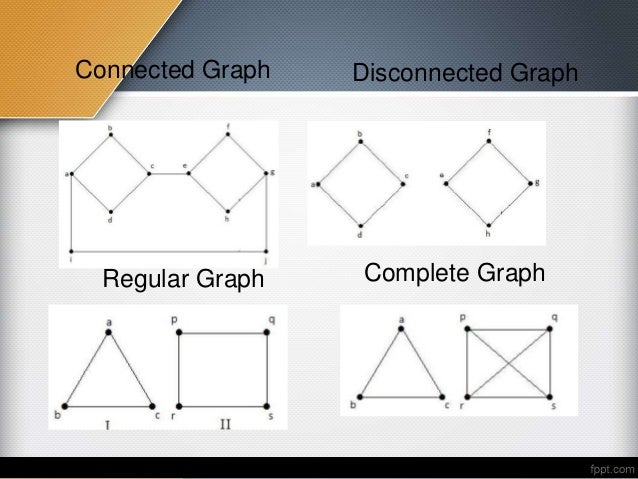 Connected Graph
Disconnected Graph
b f
a c e g
d h
i j
b f
a c e g
d h
Regular Graph
Complete Graph
a p q
b c r s
I II
a p q
b c r s
fppt.com